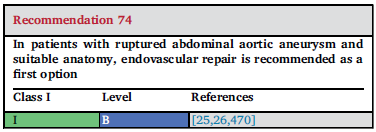 Recommendation 74
In patients with ruptured abdominal aortic aneurysm and
suitable anatomy, endovascular repair is recommended as a
first option
Class I Level References
I B [25,26,470]